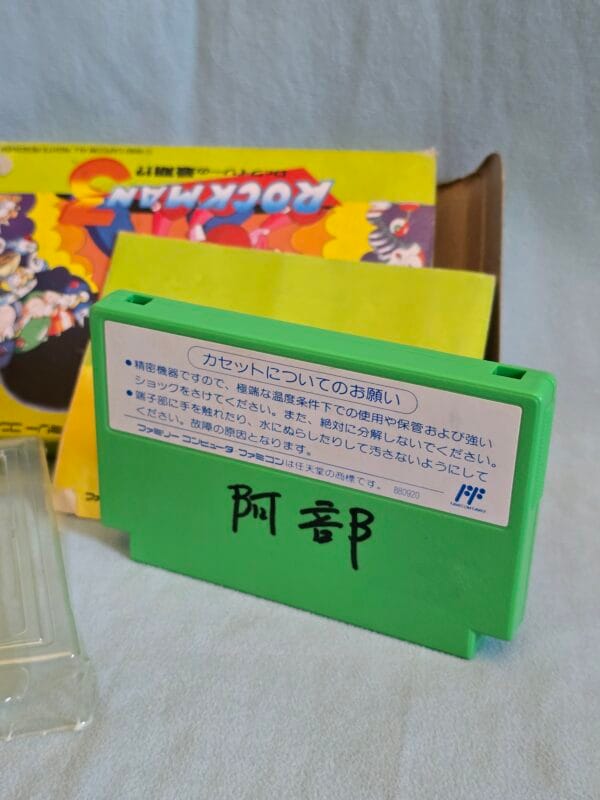 ROCKMAN 3
カセットについてのお願い
●精密機器ですので、極端な温度条件下での使用や保管および強い
ショックをさけてください。また、絶対に分解しないでください。
●端子部に手を触れたり、水にぬらしたりして汚さないようにして
ください。故障の原因となります。
ファミリー コンピュータ・ファミコンは任天堂の商標です。 880920
阿部